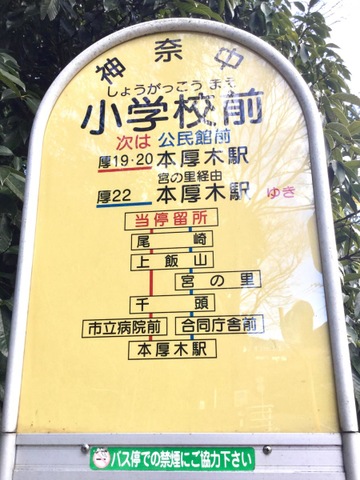 神奈中
しょうがっこう まえ
小学校前
次は 公民館前
厚19・20 本厚木駅
宮の里経由
厚22 本厚木駅 ゆき
当停留所
尾崎
上飯山
宮の里
千頭
市立病院前 合同庁舎前
本厚木駅
バス停での禁煙にご協力下さい